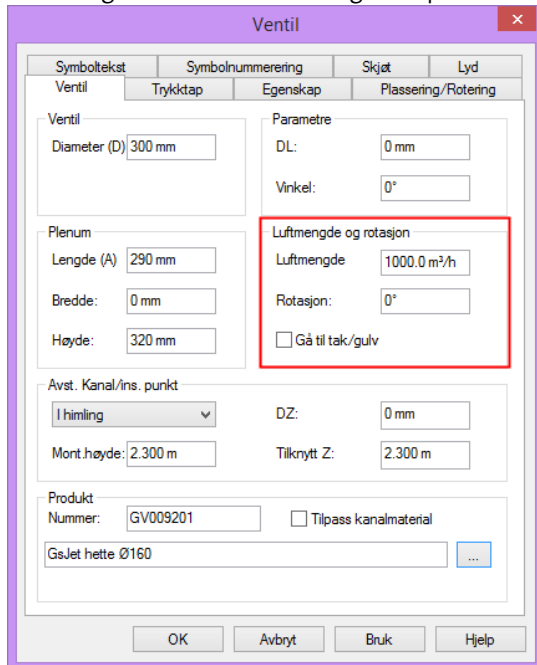 Ventil
Symboltekst Symbolnummerering Skjøt Lyd
Ventil Trykktap Egenskap Plassering/Rotering
Ventil Parametre
Diameter (D) 300 mm DL: 0 mm
Vinkel: 0°
Plenum Luftmengde og rotasjon
Lengde (A) 290 mm Luftmengde 1000.0 m³/h
Bredde: 0 mm Rotasjon: 0°
Høyde: 320 mm Gå til tak/gulv
Avst. Kanal/ins. punkt
I himling DZ: 0 mm
Mont.høyde: 2.300 m Tilknytt Z: 2.300 m
Produkt
Nummer: GV009201 Tilpass kanalmaterial
GsJet hette Ø160 ...
OK Avbryt Bruk Hjelp